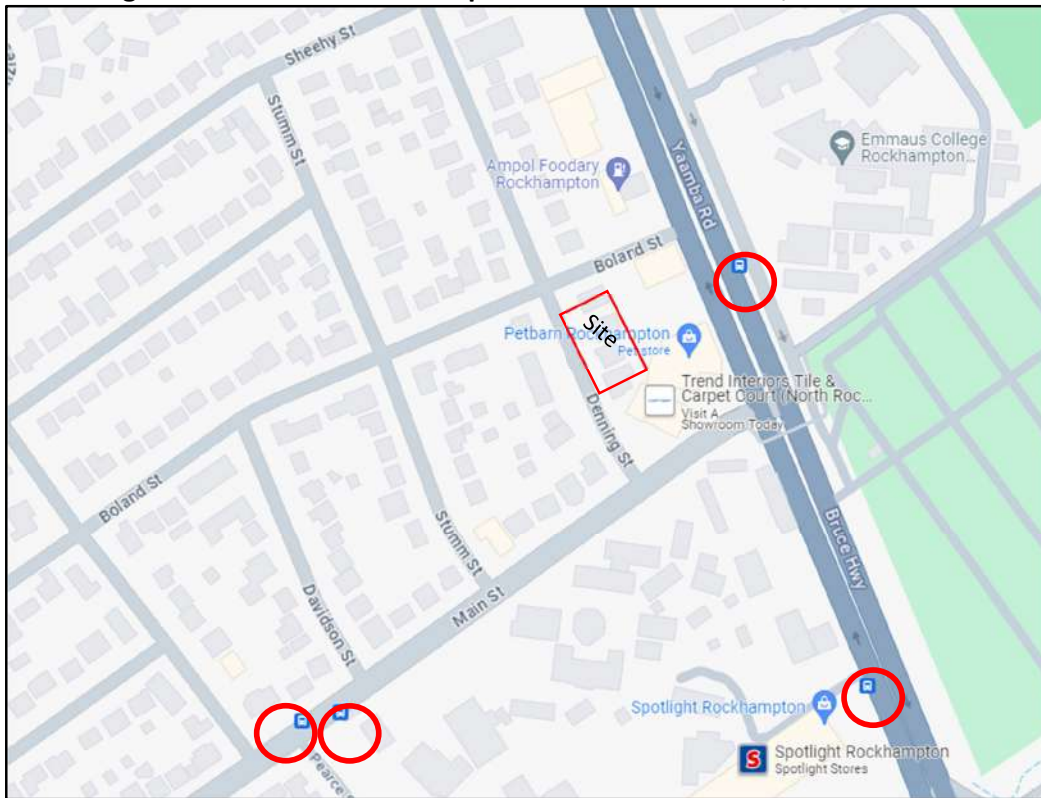 Sheehy St
Stumm St
Ampol Foodary
Rockhampton
Yaamba Rd
Emmaus College
Rockhampton...
Boland St
Site
Petbarn Rockhampton
Pet store
Trend Interiors Tile &
Carpet Court (North Roc...
Visit A
Showroom Today
Denning St
Boland St
Stumm St
Bruce Hwy
Davidson St
Main St
Spotlight Rockhampton
S
Spotlight Rockhampton
Spotlight Stores